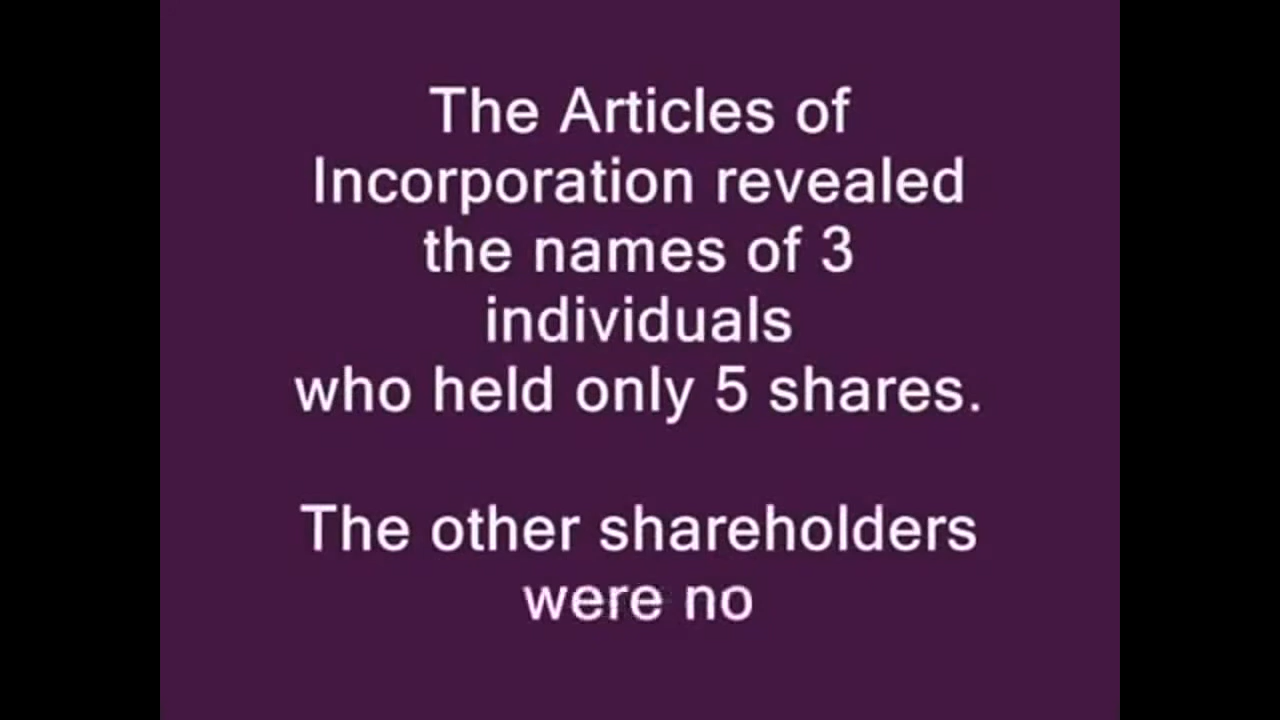 The Articles of
Incorporation revealed
the names of 3
individuals
who held only 5 shares.
The other shareholders
were no